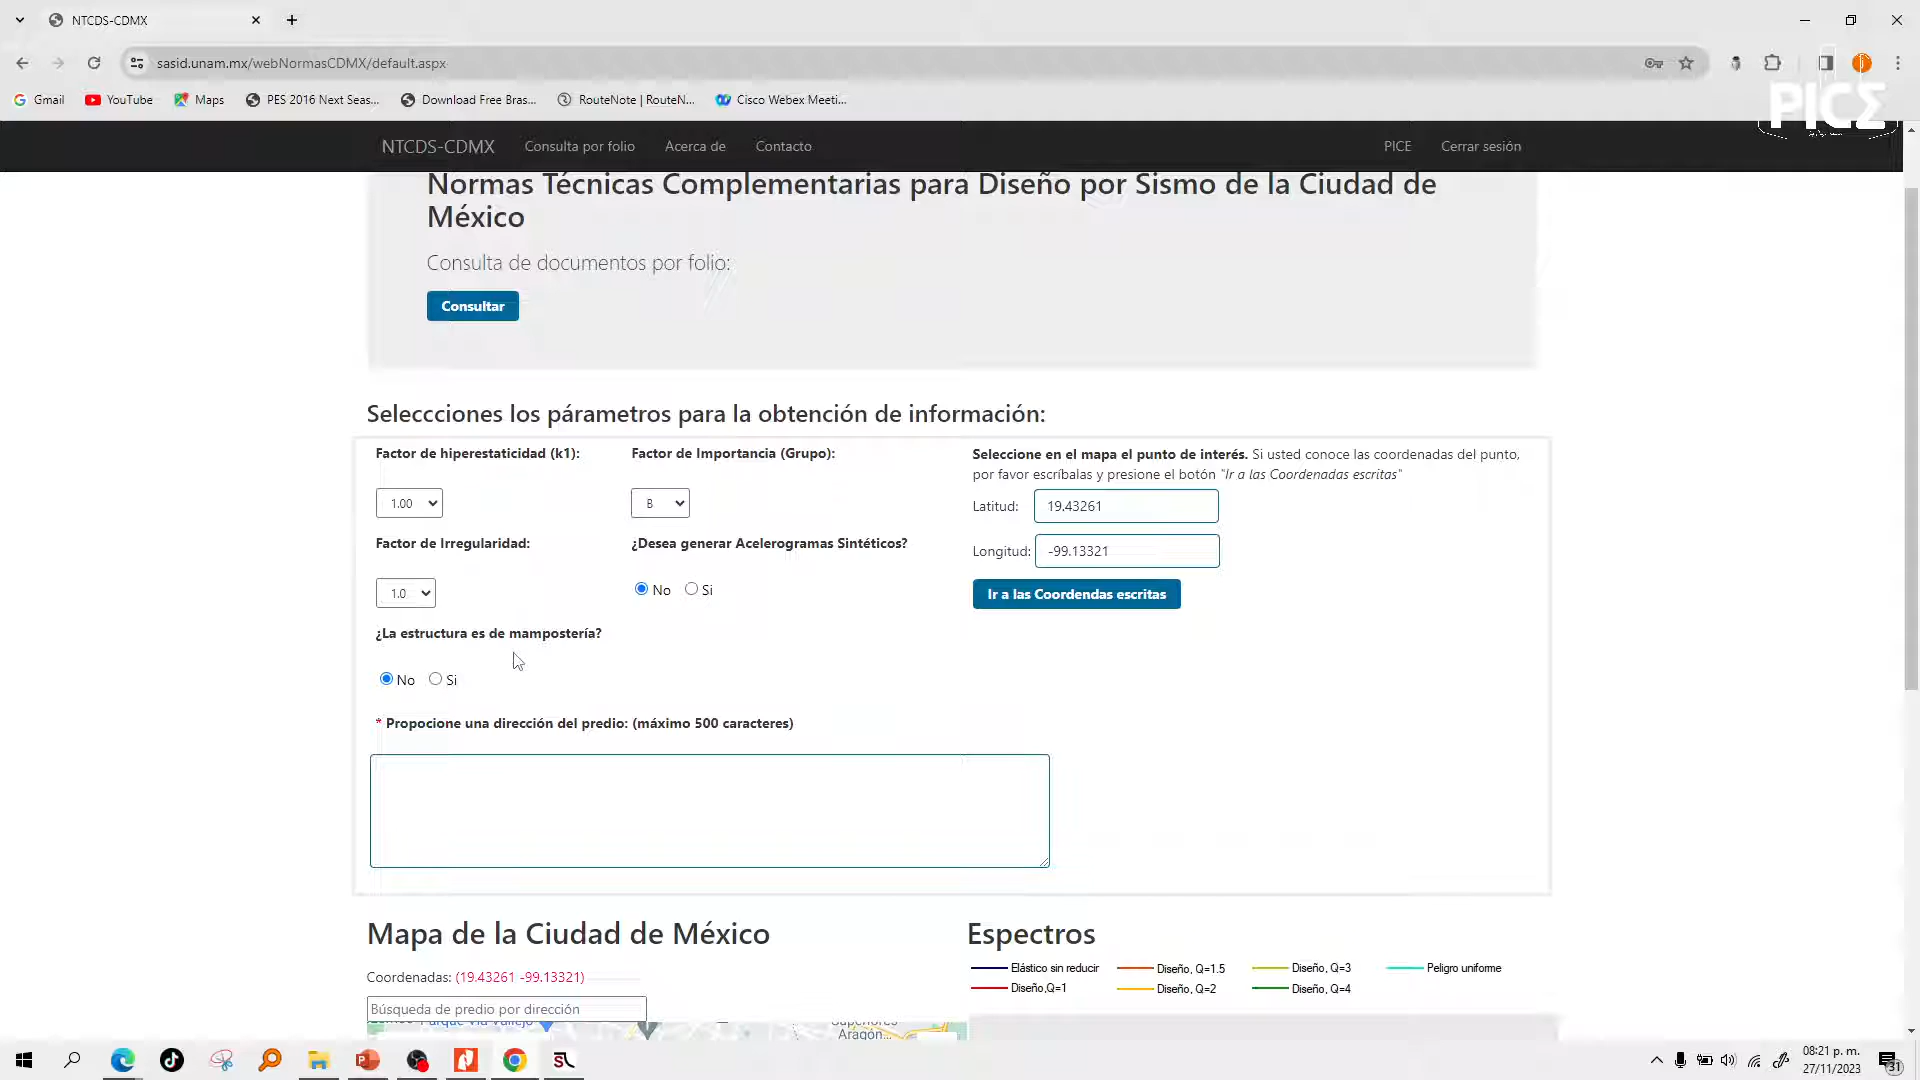 NTCDS-CDMX
sasid.unam.mx/webNormasCDMX/default.aspx
Gmail
YouTube
Maps
PES 2016 Next Seas...
Download Free Bras...
RouteNote | RouteN...
Cisco Webex Meeti...
PICΣ
NTCDS-CDMX
Consulta por folio
Acerca de
Contacto
PICE
Cerrar sesión
Normas Técnicas Complementarias para Diseño por Sismo de la Ciudad de
México
Consulta de documentos por folio:
Consultar
Seleccciones los párametros para la obtención de información:
Factor de hiperestaticidad (k1):
1.00
Factor de Importancia (Grupo):
B
Factor de Irregularidad:
1.0
¿Desea generar Acelerogramas Sintéticos?
No Si
¿La estructura es de mampostería?
No Si
Seleccione en el mapa el punto de interés. Si usted conoce las coordenadas del punto,
por favor escríbalas y presione el botón "Ir a las Coordenadas escritas"
Latitud: 19.43261
Longitud: -99.13321
Ir a las Coordendas escritas
* Propocione una dirección del predio: (máximo 500 caracteres)
Mapa de la Ciudad de México
Coordenadas: (19.43261 -99.13321)
Búsqueda de predio por dirección
Parque Vía Vallejo
Aragón...
Espectros
Elástico sin reducir
Diseño, Q=1.5
Diseño, Q=3
Peligro uniforme
Diseño,Q=1
Diseño, Q=2
Diseño, Q=4
08:21 p. m.
27/11/2023
31